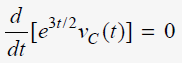 d/dt [e^{3t/2} v_C (t)] = 0